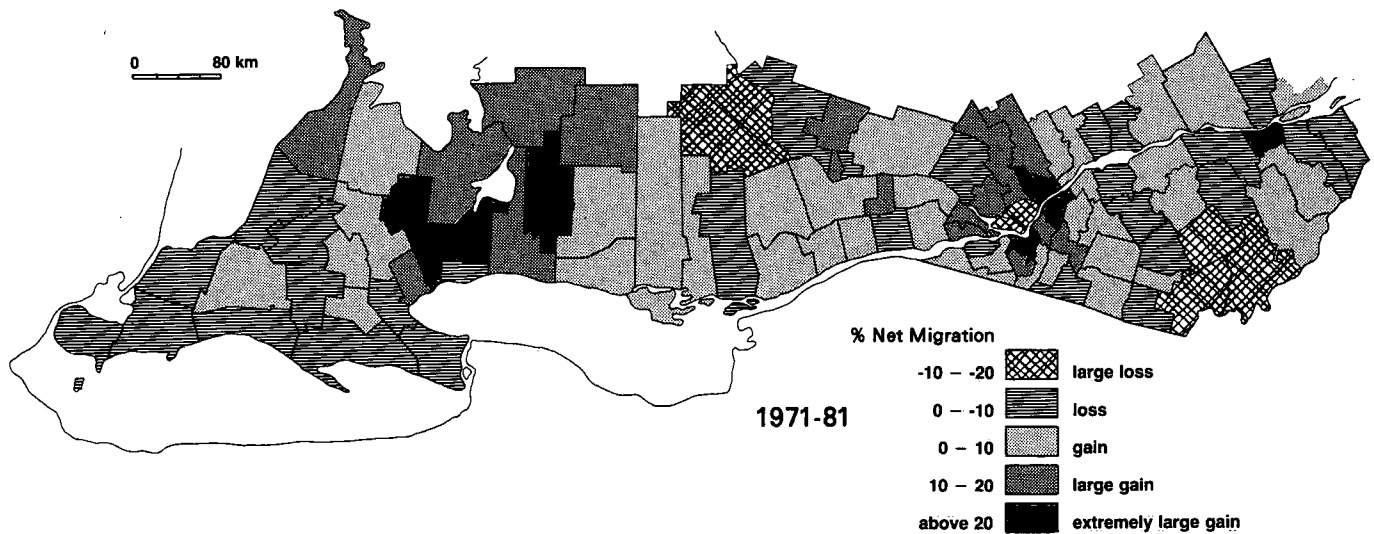 0 80 km
% Net Migration
-10 – -20 large loss
0 – -10 loss
0 – 10 gain
10 – 20 large gain
above 20 extremely large gain
1971-81